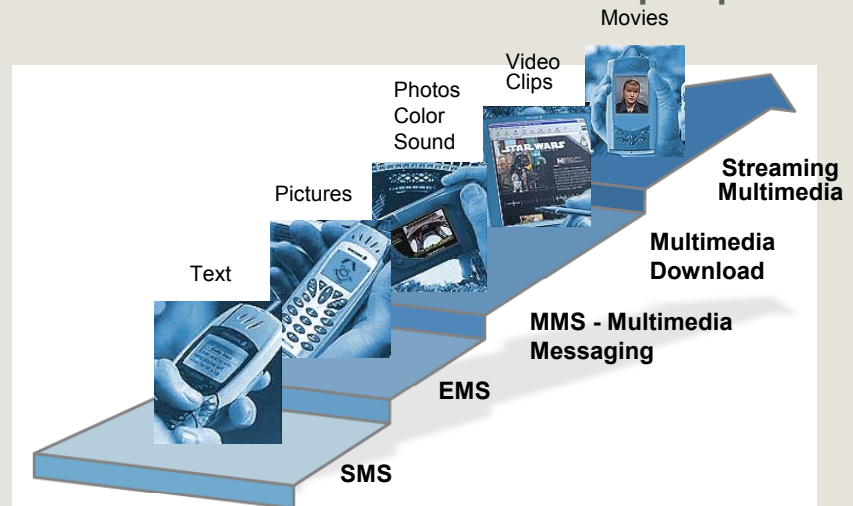 Movies
Video
Clips
Photos
Color
Sound
Pictures
Text
STAR WARS
Streaming
Multimedia
Multimedia
Download
MMS - Multimedia
Messaging
EMS
SMS